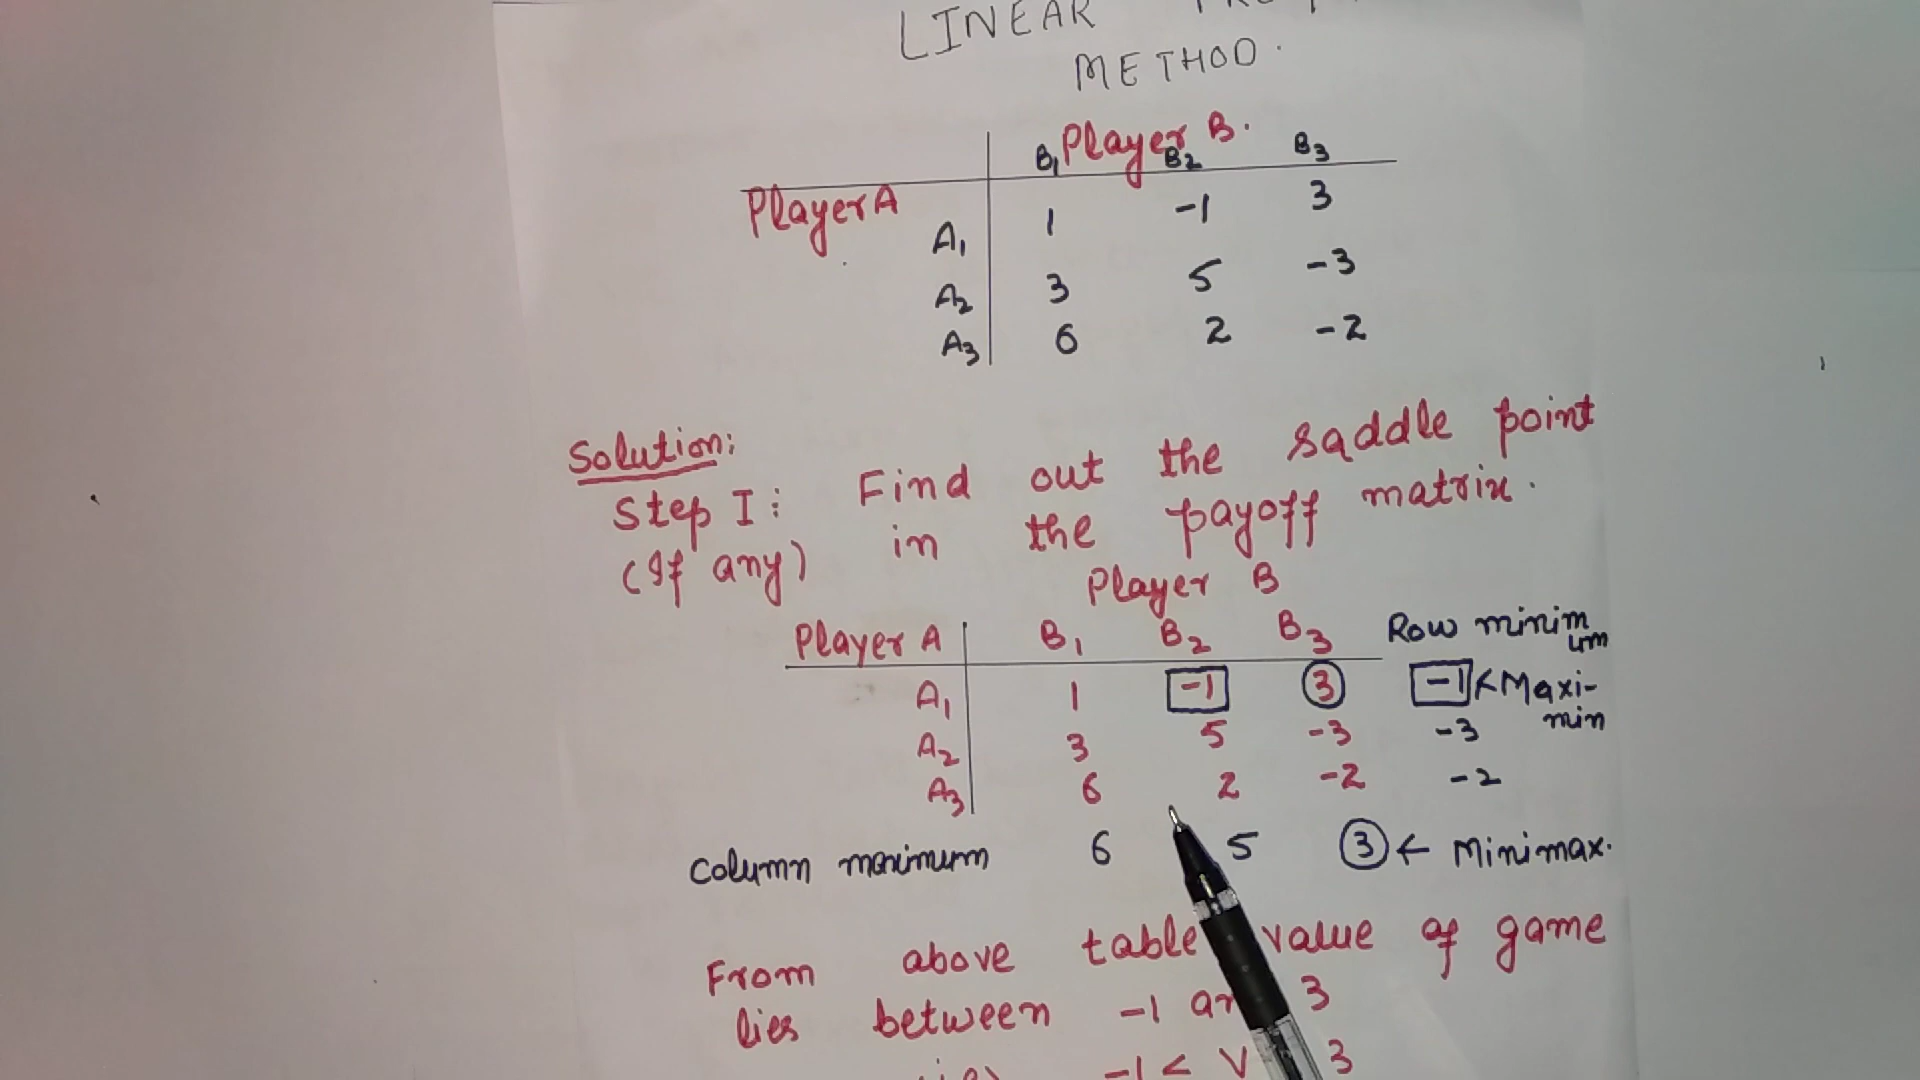 LINEAR
METHOD.
Player B.
B1 B2 B3
Player A
A1 1 -1 3
A2 3 5 -3
A3 6 2 -2
Solution:
Step I: Find out the saddle point
(If any) in the payoff matrix.
Player B
Player A B1 B2 B3 Row minimum
A1 1 -1 3 -1 < Maximin
A2 3 5 -3 -3
A3 6 2 -2 -2
Column maximum 6 5 3 ← Minimax.
From above table value of game
lies between -1 3
-1 < V 3